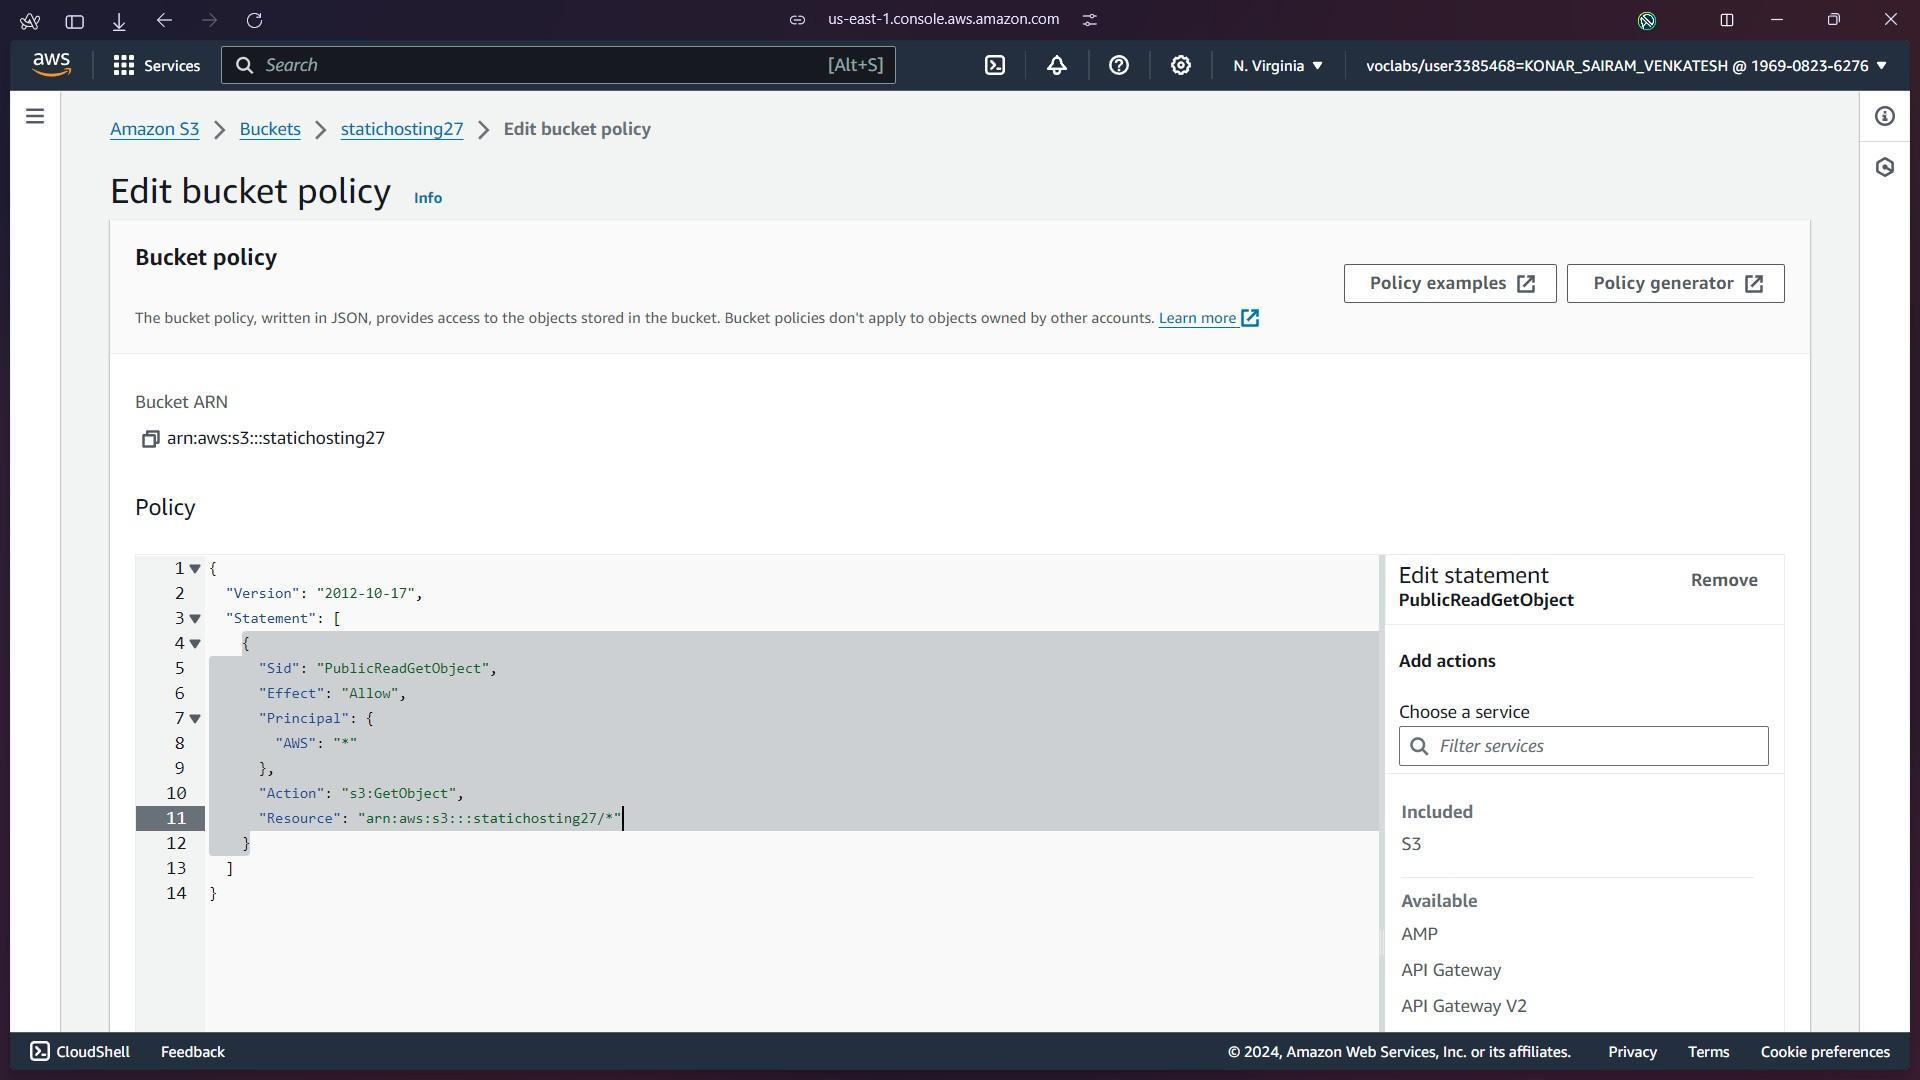 us-east-1.console.aws.amazon.com
aws
Services
Search
[Alt+S]
N. Virginia
voclabs/user3385468=KONAR_SAIRAM_VENKATESH @ 1969-0823-6276
Amazon S3 > Buckets > statichosting27 > Edit bucket policy
Edit bucket policy Info
Bucket policy
Policy examples
Policy generator
The bucket policy, written in JSON, provides access to the objects stored in the bucket. Bucket policies don't apply to objects owned by other accounts. Learn more
Bucket ARN
arn:aws:s3:::statichosting27
Policy
1 {
2 "Version": "2012-10-17",
3 "Statement": [
4 {
5 "Sid": "PublicReadGetObject",
6 "Effect": "Allow",
7 "Principal": {
8 "AWS": "*"
9 },
10 "Action": "s3:GetObject",
11 "Resource": "arn:aws:s3:::statichosting27/*"
12 }
13 ]
14 }
Edit statement
Remove
PublicReadGetObject
Add actions
Choose a service
Filter services
Included
S3
Available
AMP
API Gateway
API Gateway V2
CloudShell
Feedback
© 2024, Amazon Web Services, Inc. or its affiliates.
Privacy
Terms
Cookie preferences